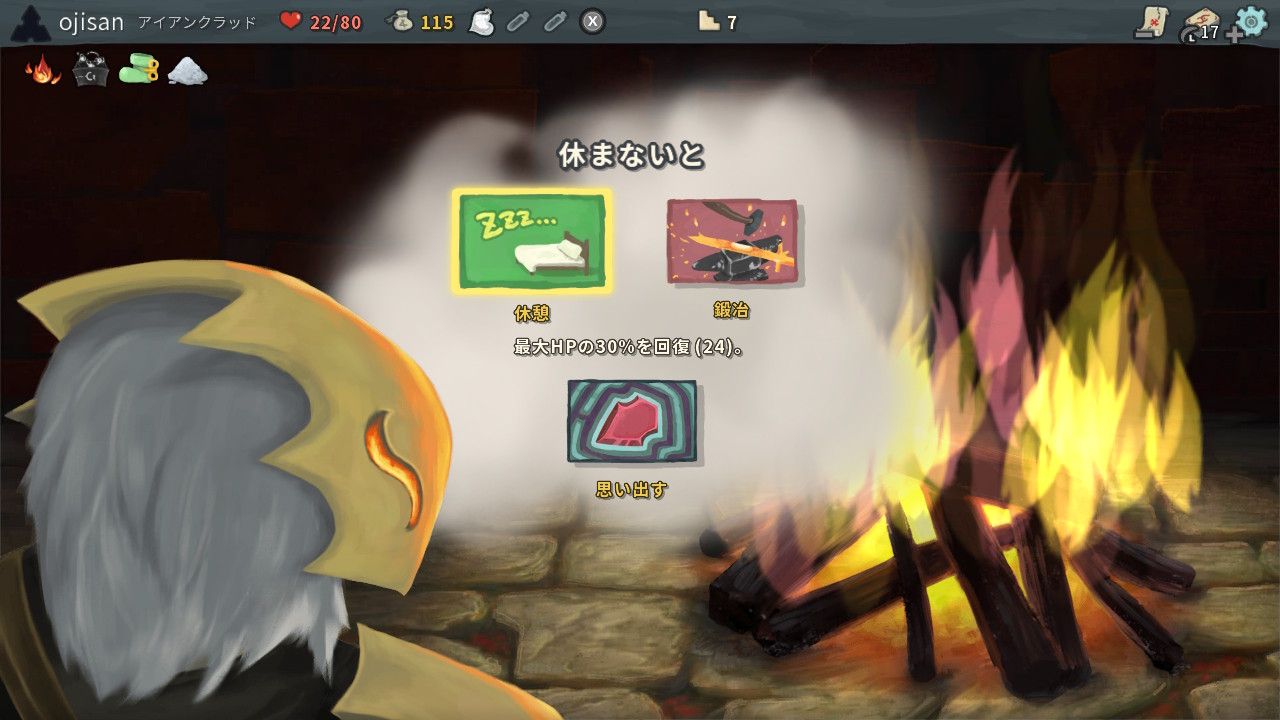 ojisan アイアンクラッド 22/80 115 X 7 L 17
休まないと
Zzz...
休憩
鍛冶
最大HPの30%を回復 (24)。
思い出す